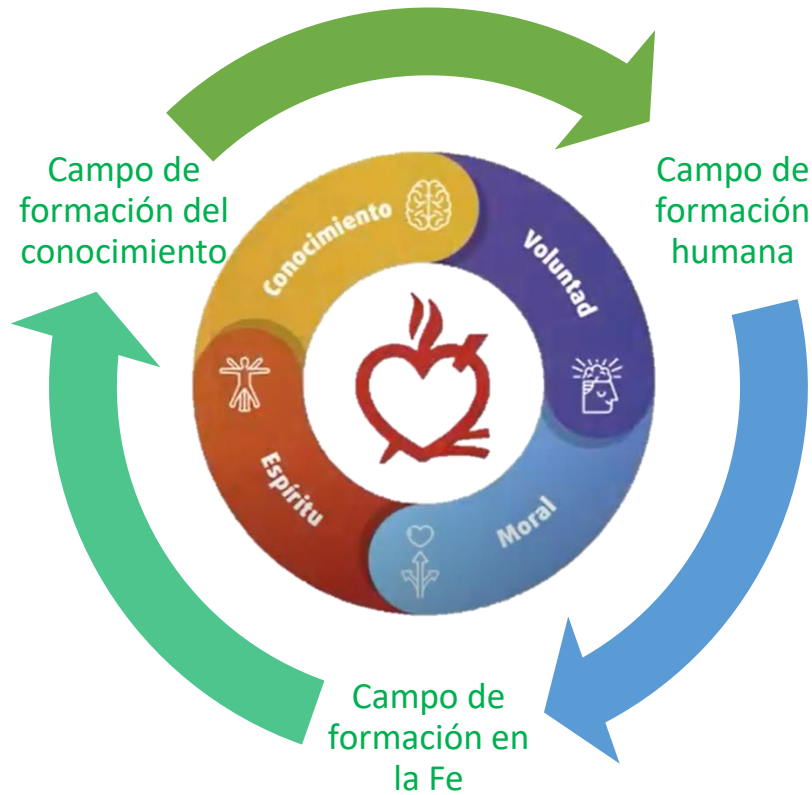 Campo de
formación del
conocimiento
Campo de
formación
humana
Conocimiento
Voluntad
Espíritu
Moral
Campo de
formación en
la Fe